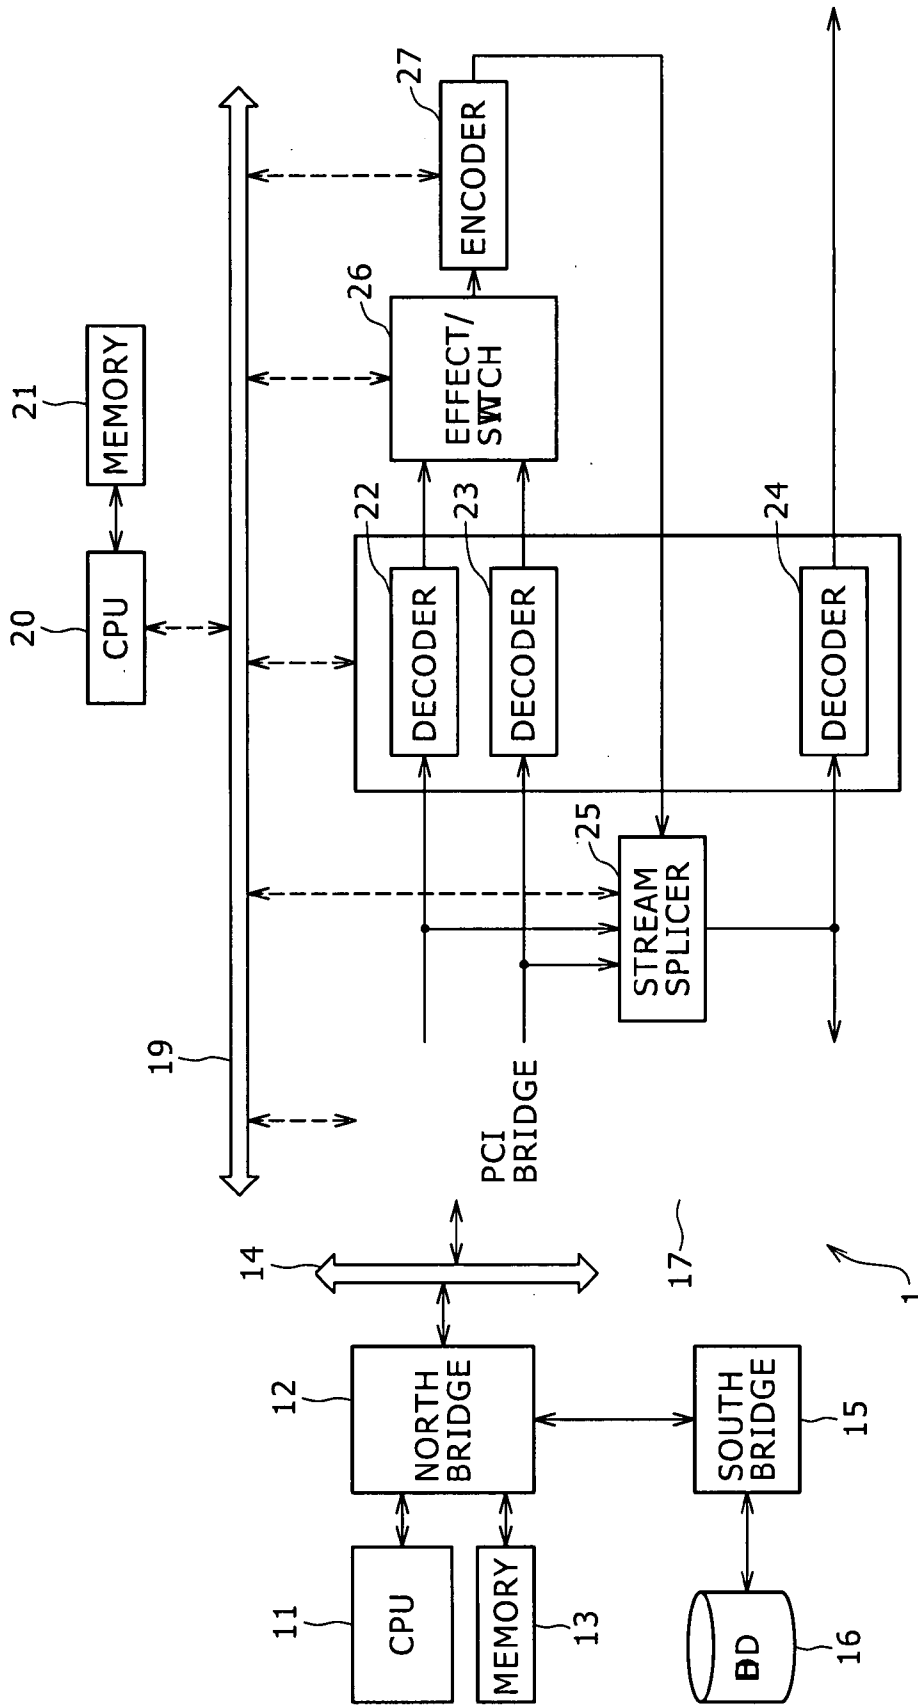 20
21
CPU
MEMORY
19
14
11
12
CPU
NORTH
BRIDGE
MEMORY
13
PCI
BRIDGE
22
DECODER
23
DECODER
26
EFFECT/
SWITCH
27
ENCODER
25
STREAM
SPLICER
17
24
DECODER
HDD
16
SOUTH
BRIDGE
15
1